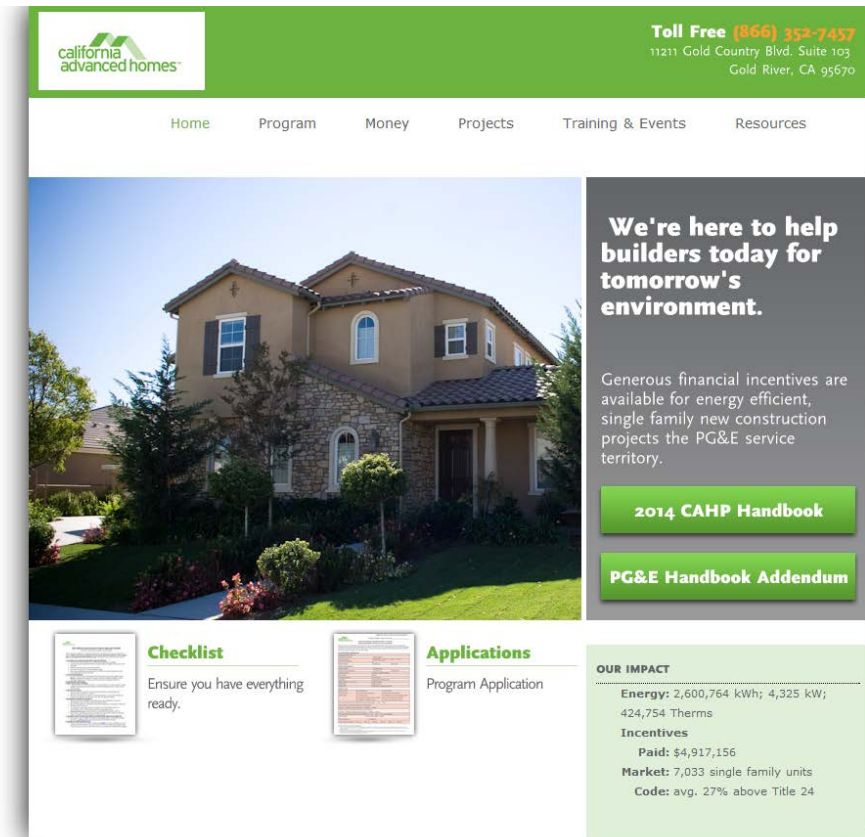 california
advanced homes
Toll Free (866) 352-7457
11211 Gold Country Blvd. Suite 103
Gold River, CA 95670
Home Program Money Projects Training & Events Resources
We're here to help
builders today for
tomorrow's
environment.
Generous financial incentives are
available for energy efficient,
single family new construction
projects the PG&E service
territory.
2014 CAHP Handbook
PG&E Handbook Addendum
Checklist
Ensure you have everything
ready.
Applications
Program Application
OUR IMPACT
Energy: 2,600,764 kWh; 4,325 kW;
424,754 Therms
Incentives
Paid: $4,917,156
Market: 7,033 single family units
Code: avg. 27% above Title 24